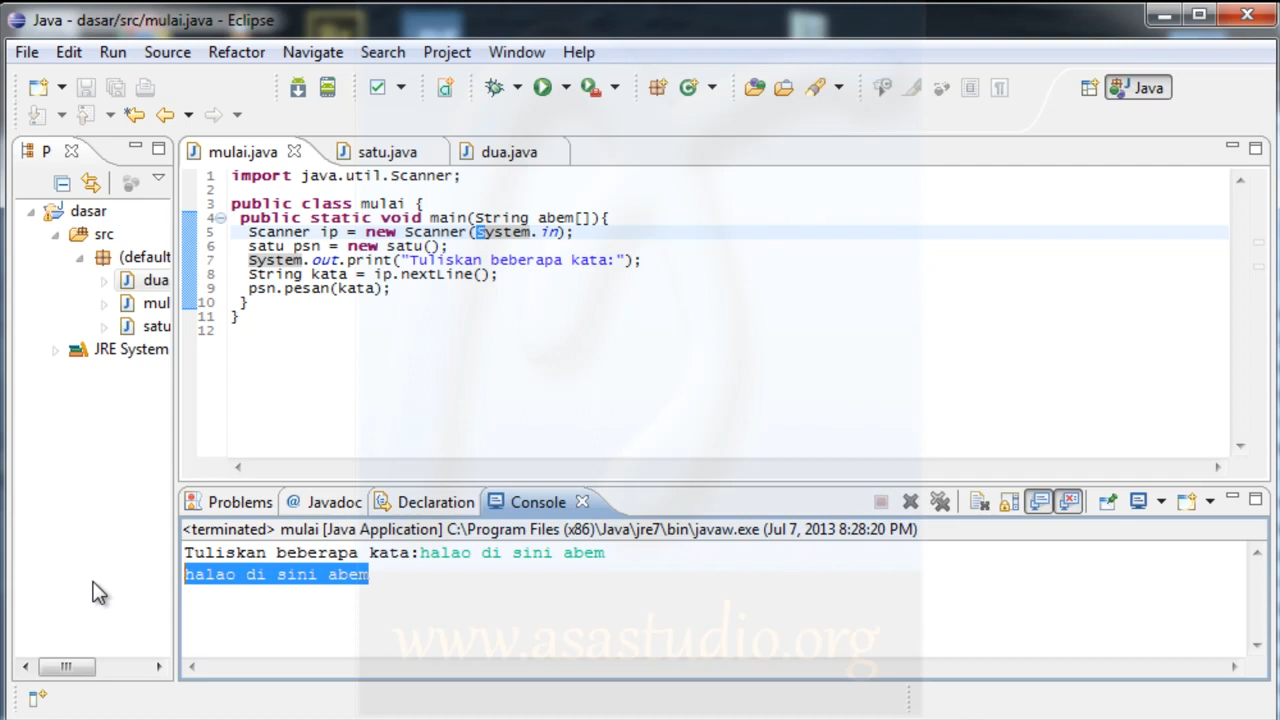 Java - dasar/src/mulai.java - Eclipse
File Edit Run Source Refactor Navigate Search Project Window Help
Java
P
mulai.java satu.java dua.java
dasar
src
(default
dua
mul
satu
JRE System
1 import java.util.Scanner;
2
3 public class mulai {
4 public static void main(String abem[]){
5 Scanner ip = new Scanner(System.in);
6 satu psn = new satu();
7 System.out.print("Tuliskan beberapa kata:");
8 String kata = ip.nextLine();
9 psn.pesan(kata);
10 }
11 }
12
Problems @ Javadoc Declaration Console
<terminated> mulai [Java Application] C:\Program Files (x86)\Java\jre7\bin\javaw.exe (Jul 7, 2013 8:28:20 PM)
Tuliskan beberapa kata:halao di sini abem
halao di sini abem
www.asastudio.org